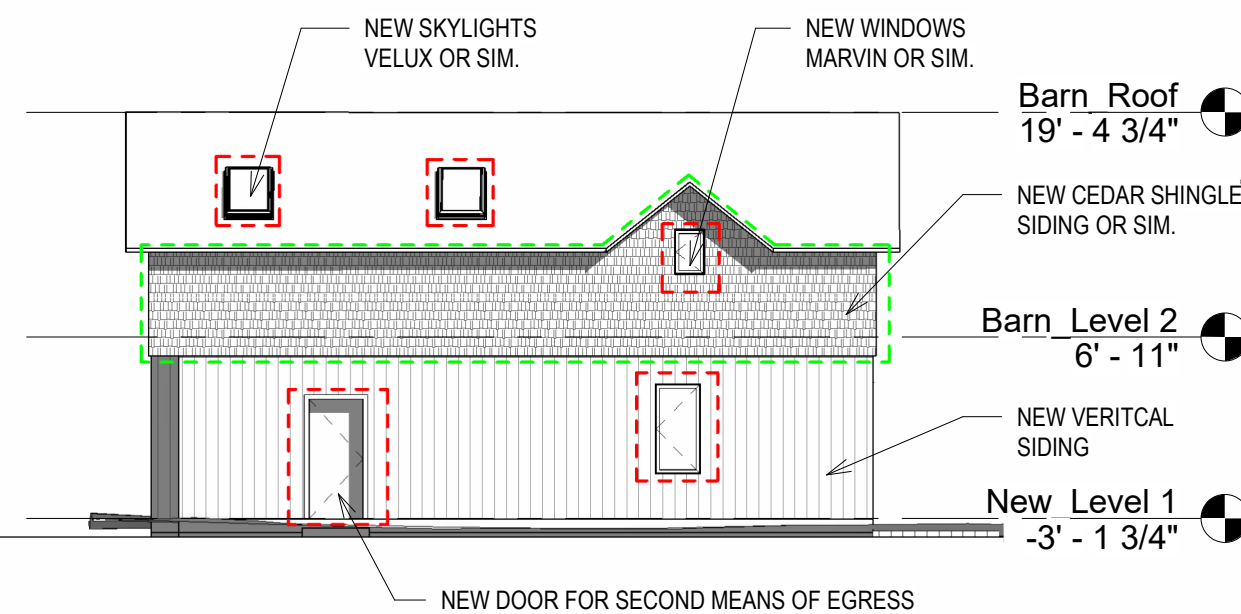 NEW SKYLIGHTS
VELUX OR SIM.
NEW WINDOWS
MARVIN OR SIM.
Barn_Roof
19' - 4 3/4"
NEW CEDAR SHINGLE
SIDING OR SIM.
Barn_Level 2
6' - 11"
NEW VERITCAL
SIDING
New_Level 1
-3' - 1 3/4"
NEW DOOR FOR SECOND MEANS OF EGRESS